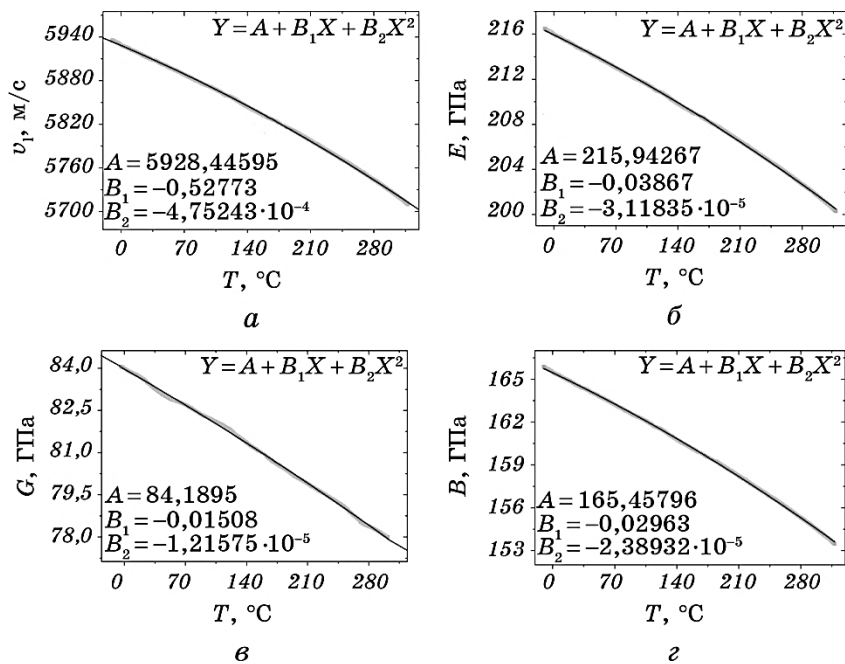 Y = A + B₁X + B₂X²
5940
5880
5820
5760
5700
v₁, м/с
A = 5928,44595
B₁ = −0,52773
B₂ = −4,75243·10⁻⁴
0 70 140 210 280
T, °C
а
Y = A + B₁X + B₂X²
216
212
208
204
200
E, ГПа
A = 215,94267
B₁ = −0,03867
B₂ = −3,11835·10⁻⁵
0 70 140 210 280
T, °C
б
Y = A + B₁X + B₂X²
84,0
82,5
81,0
79,5
78,0
G, ГПа
A = 84,1895
B₁ = −0,01508
B₂ = −1,21575·10⁻⁵
0 70 140 210 280
T, °C
в
Y = A + B₁X + B₂X²
165
162
159
156
153
B, ГПа
A = 165,45796
B₁ = −0,02963
B₂ = −2,38932·10⁻⁵
0 70 140 210 280
T, °C
г